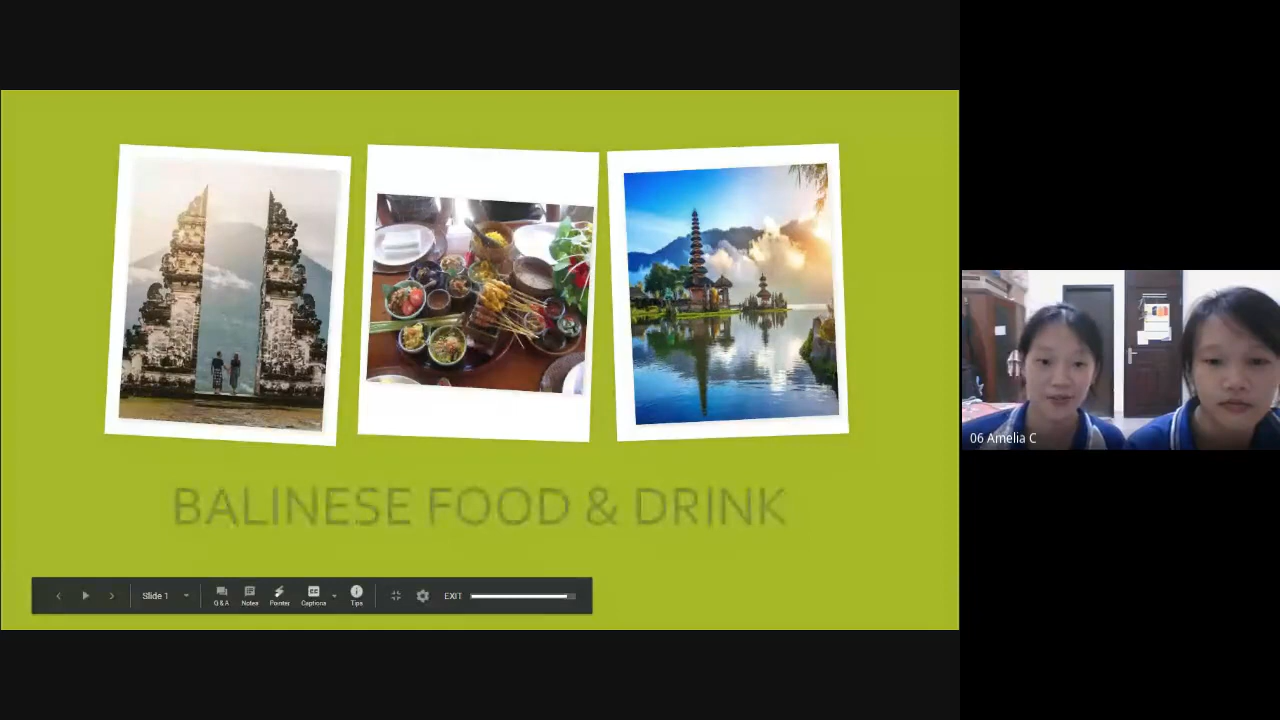 BALINESE FOOD & DRINK
Slide 1
Q & A
Notes
Pointer
Captions
Tips
EXIT
06 Amelia C